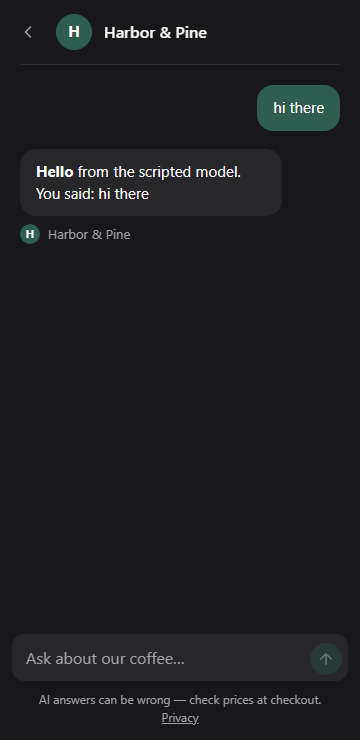 H
Harbor & Pine
hi there
Hello from the scripted model.
You said: hi there
H
Harbor & Pine
Ask about our coffee...
AI answers can be wrong — check prices at checkout.
Privacy